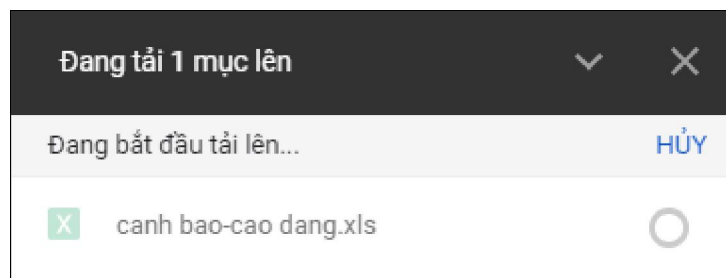 Đang tải 1 mục lên
Đang bắt đầu tải lên...
HỦY
X
canh bao-cao dang.xls